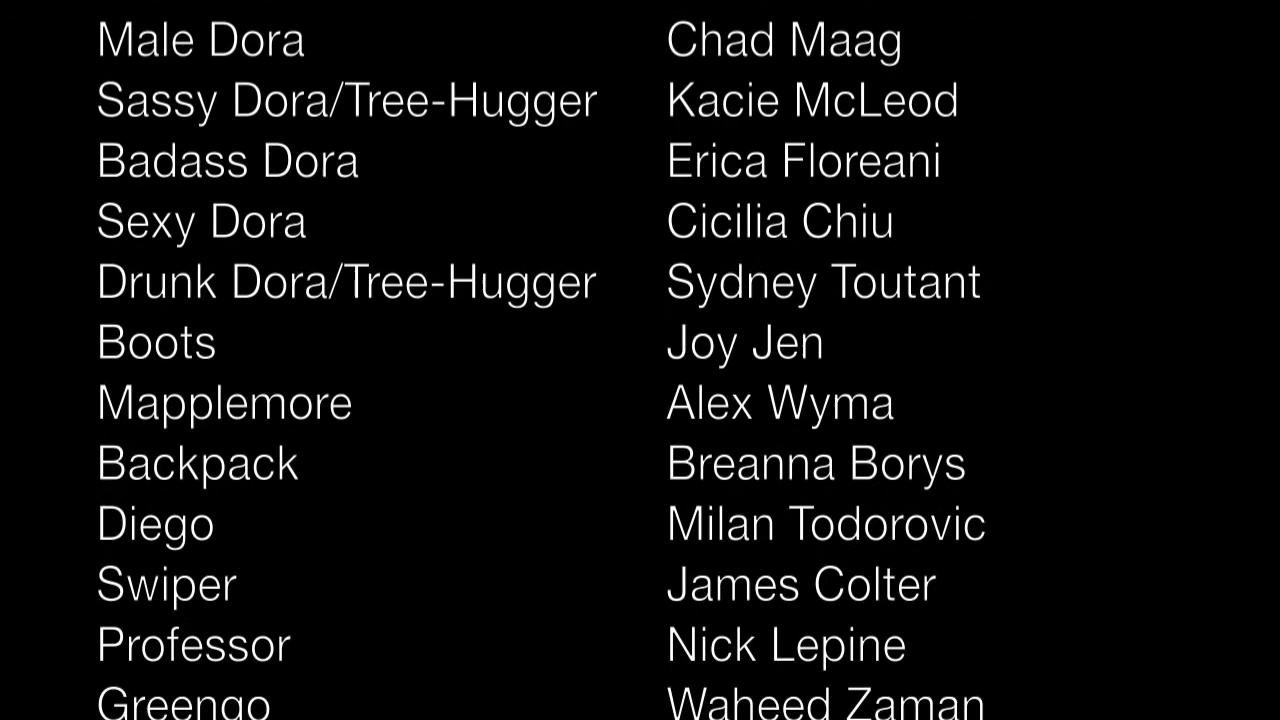 Male Dora Chad Maag
Sassy Dora/Tree-Hugger Kacie McLeod
Badass Dora Erica Floreani
Sexy Dora Cicilia Chiu
Drunk Dora/Tree-Hugger Sydney Toutant
Boots Joy Jen
Mapplemore Alex Wyma
Backpack Breanna Borys
Diego Milan Todorovic
Swiper James Colter
Professor Nick Lepine
Greengo Waheed Zaman